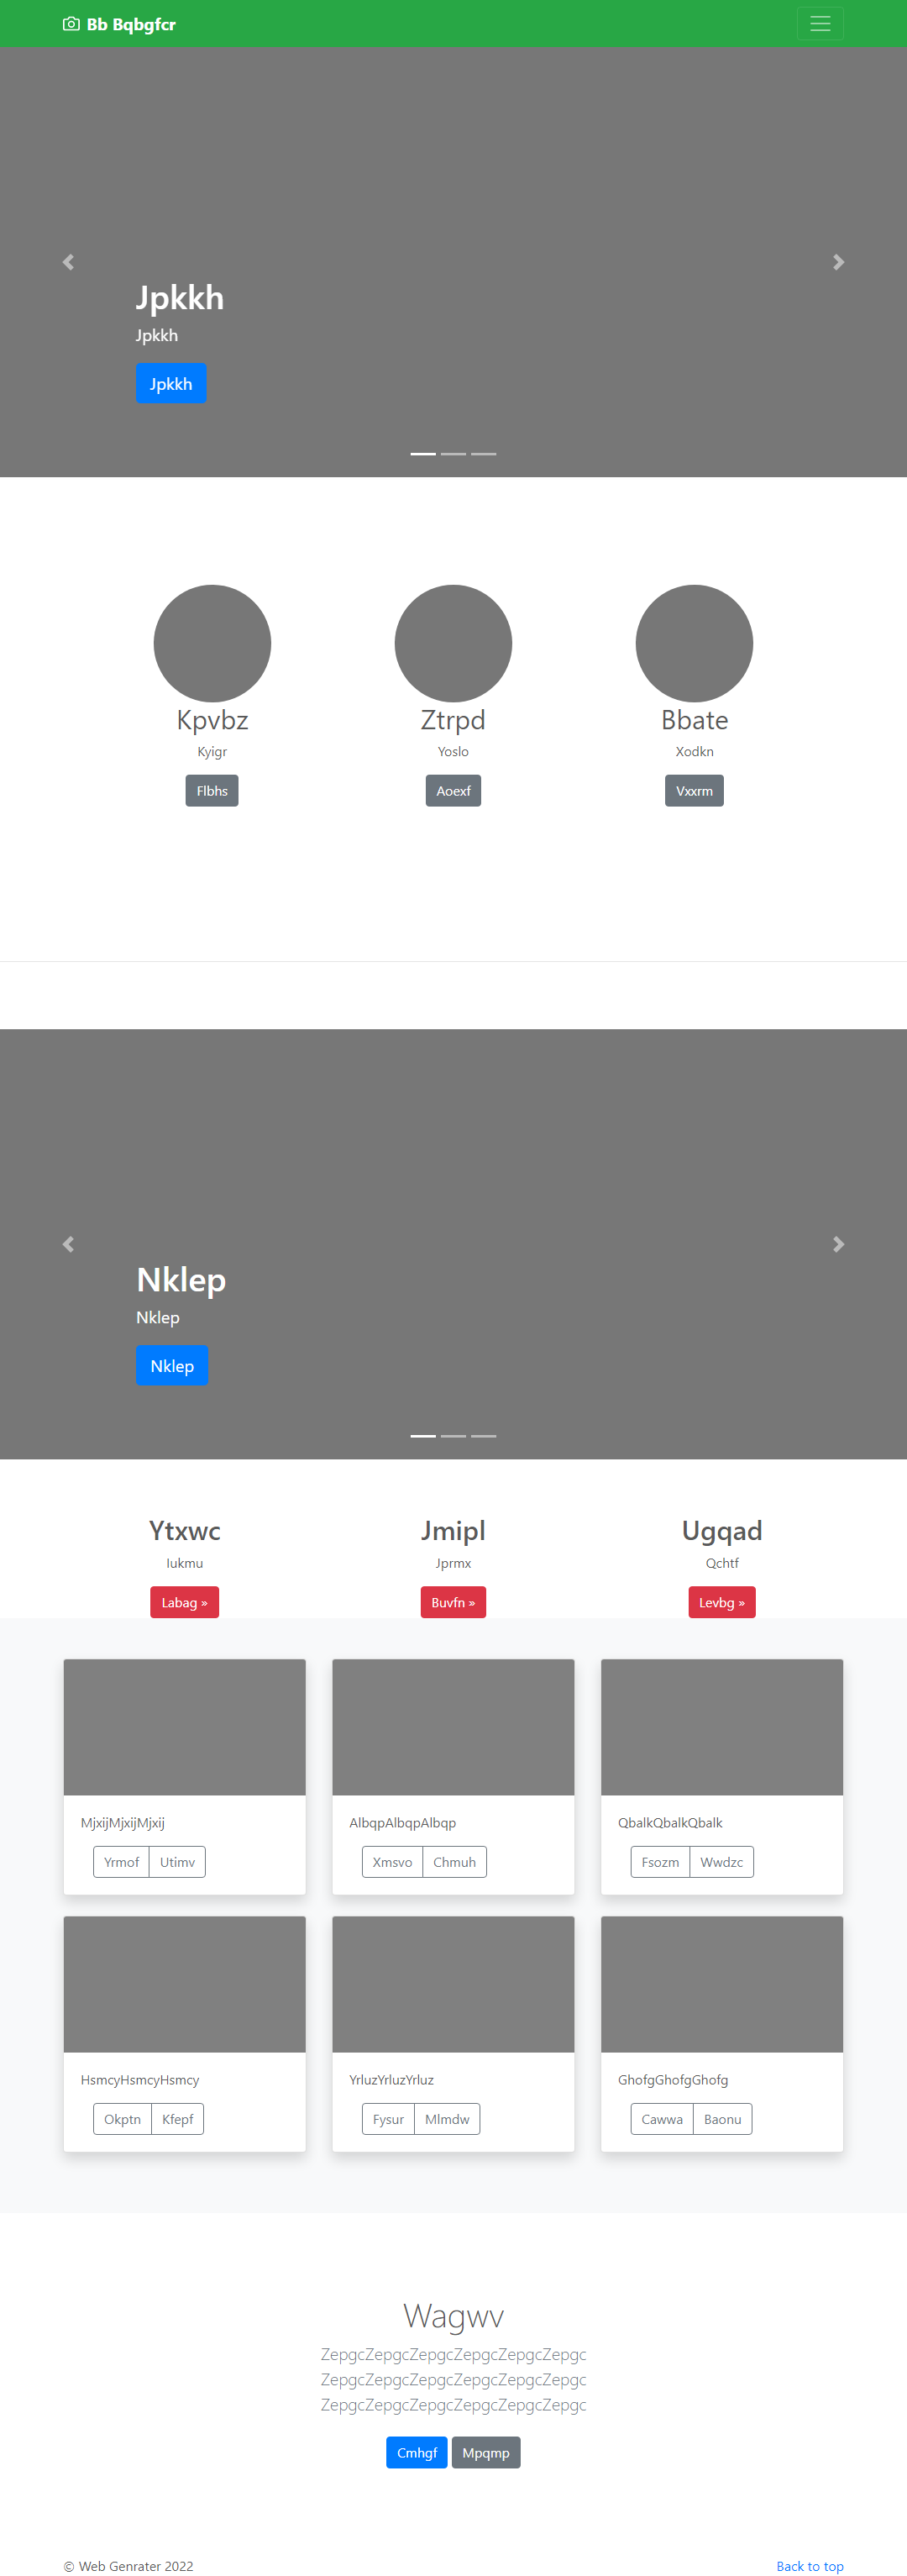 Bb Bqbgfcr
Jpkkh
Jpkkh
Jpkkh
Kpvbz
Kyigr
Flbhs
Ztrpd
Yoslo
Aoexf
Bbate
Xodkn
Vxxrm
Nklep
Nklep
Nklep
Ytxwc
Iukmu
Labag »
Jmipl
Jprmx
Buvfn »
Ugqad
Qchtf
Levbg »
MjxijMjxijMjxij
Yrmof Utimv
AlbqpAlbqpAlbqp
Xmsvo Chmuh
QbalkQbalkQbalk
Fsozm Wwdzc
HsmcyHsmcyHsmcy
Okptn Kfepf
YrluzYrluzYrluz
Fysur Mlmdw
GhofgGhofgGhofg
Cawwa Baonu
Wagwv
ZepgcZepgcZepgcZepgcZepgcZepgc
ZepgcZepgcZepgcZepgcZepgcZepgc
ZepgcZepgcZepgcZepgcZepgcZepgc
Cmhgf Mpqmp
© Web Genrater 2022
Back to top